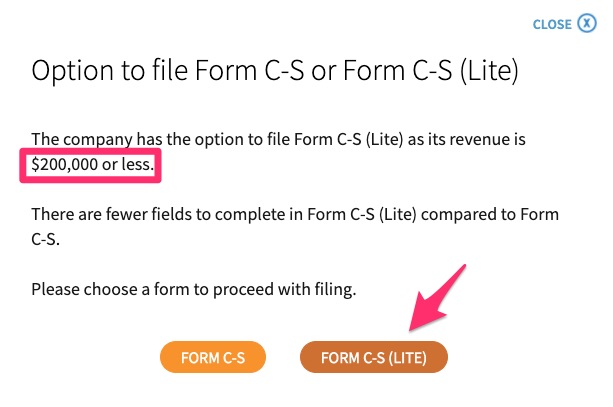 CLOSE X
Option to file Form C-S or Form C-S (Lite)
The company has the option to file Form C-S (Lite) as its revenue is
$200,000 or less.
There are fewer fields to complete in Form C-S (Lite) compared to Form
C-S.
Please choose a form to proceed with filing.
FORM C-S FORM C-S (LITE)